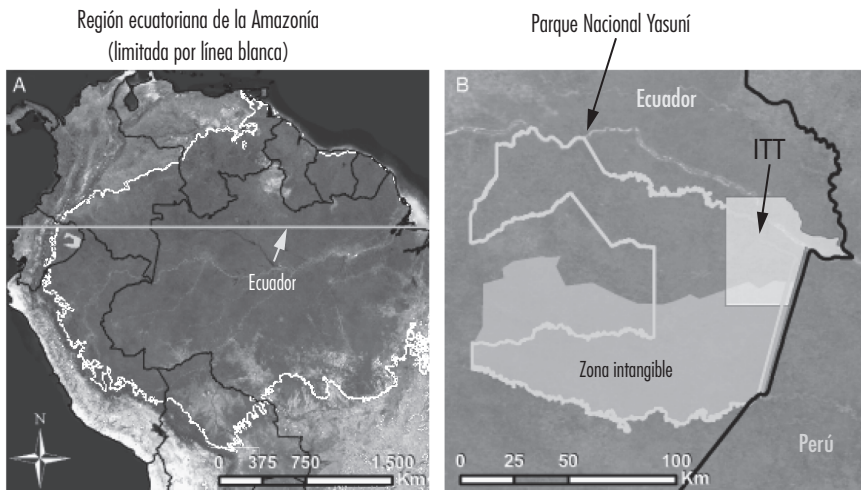 Región ecuatoriana de la Amazonía
(limitada por línea blanca)
Parque Nacional Yasuní
A
B
Ecuador
ITT
Ecuador
Zona intangible
N
Perú
0 375 750 1,500
Km
0 25 50 100
Km